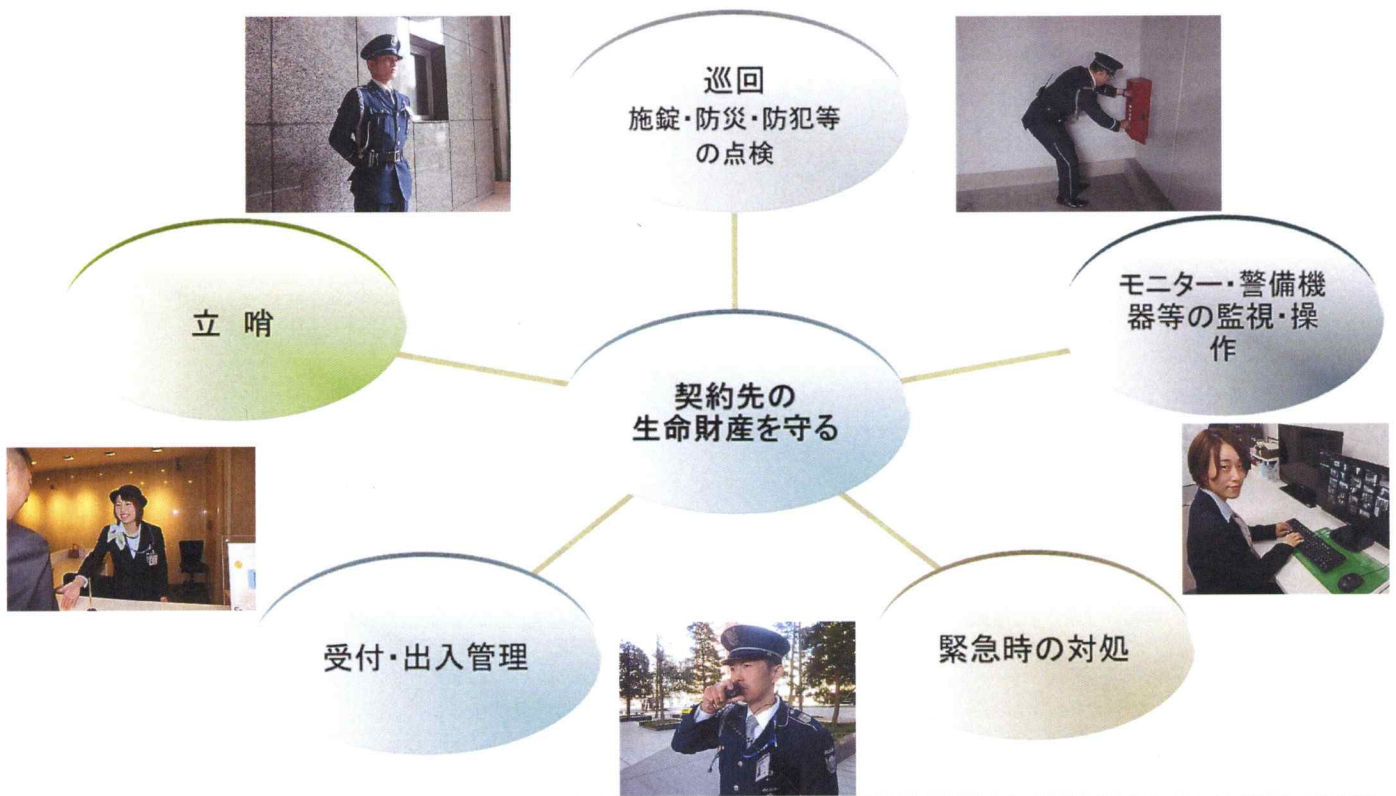 巡回
施錠・防災・防犯等
の点検
立 哨
モニター・警備機
器等の監視・操
作
契約先の
生命財産を守る
受付・出入管理
緊急時の対処